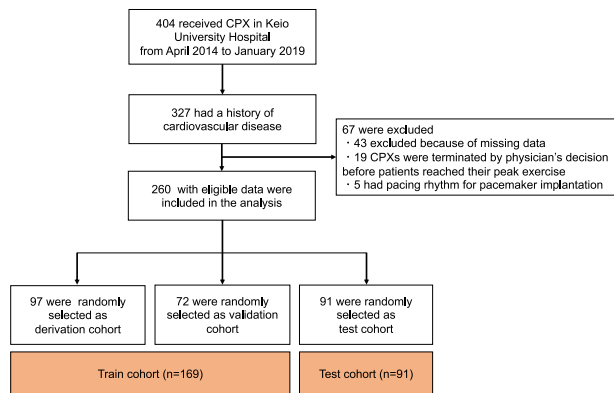 404 received CPX in Keio
University Hospital
from April 2014 to January 2019
327 had a history of
cardiovascular disease
67 were excluded
・43 excluded because of missing data
・19 CPXs were terminated by physician's decision
before patients reached their peak exercise
・5 had pacing rhythm for pacemaker implantation
260 with eligible data were
included in the analysis
97 were randomly
selected as
derivation cohort
72 were randomly
selected as validation
cohort
91 were randomly
selected as
test cohort
Train cohort (n=169)
Test cohort (n=91)